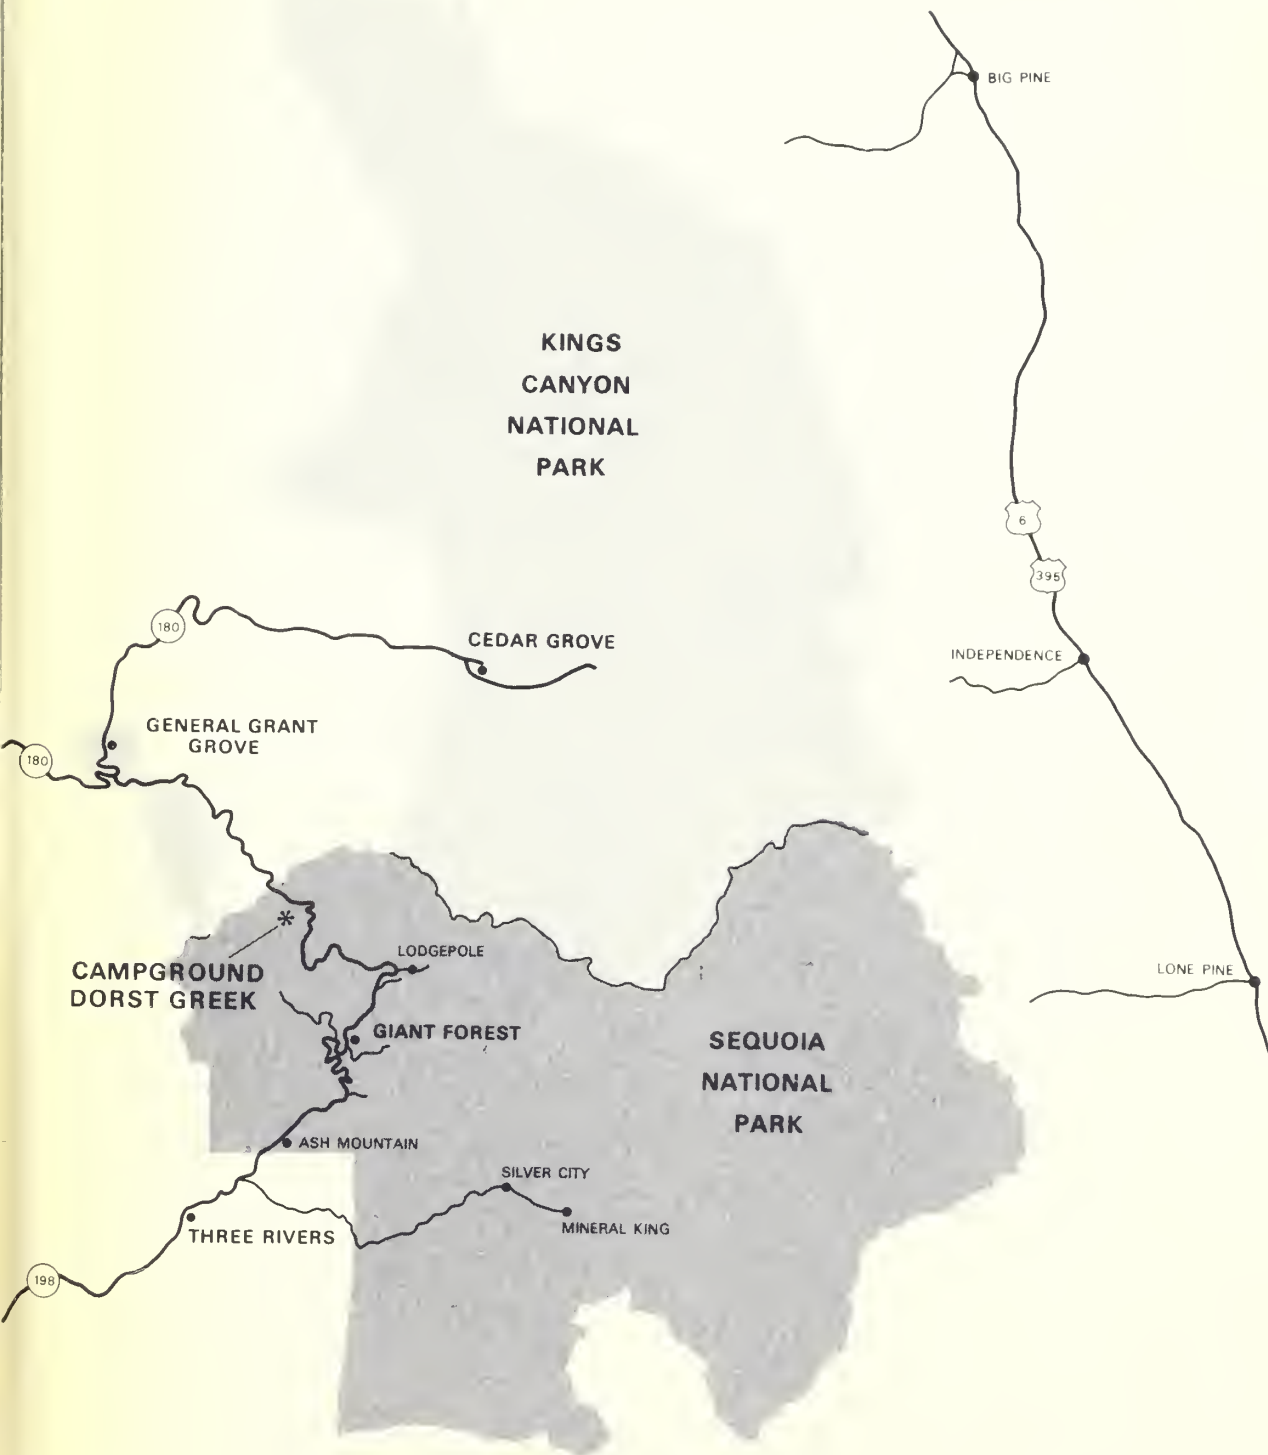 BIG PINE
KINGS
CANYON
NATIONAL
PARK
6
395
180
CEDAR GROVE
INDEPENDENCE
GENERAL GRANT
GROVE
180
LODGEPOLE
CAMPGROUND
DORST GREEK
LONE PINE
GIANT FOREST
SEQUOIA
NATIONAL
PARK
ASH MOUNTAIN
SILVER CITY
MINERAL KING
THREE RIVERS
198